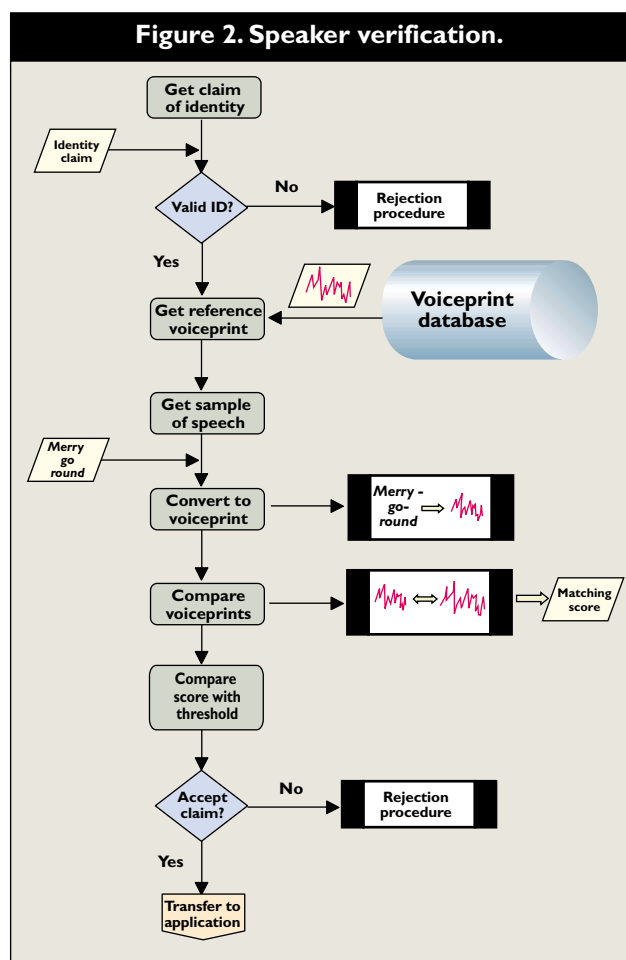 Figure 2. Speaker verification.
Get claim
of identity
Identity
claim
Valid ID?
No
Rejection
procedure
Yes
Get reference
voiceprint
Voiceprint
database
Get sample
of speech
Merry
go
round
Convert to
voiceprint
Merry -
go-
round
Compare
voiceprints
Matching
score
Compare
score with
threshold
Accept
claim?
No
Rejection
procedure
Yes
Transfer to
application